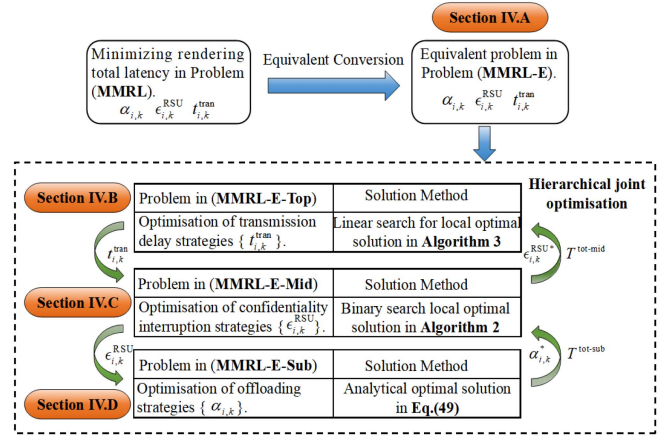 Section IV.A
Minimizing rendering
total latency in Problem
(MMRL).
α_{i,k} ϵ_{i,k}^{RSU} t_{i,k}^{tran}
Equivalent Conversion
Equivalent problem in
Problem (MMRL-E).
α_{i,k} ϵ_{i,k}^{RSU} t_{i,k}^{tran}
Hierarchical joint
optimisation
Section IV.B
Problem in (MMRL-E-Top)
Solution Method
Optimisation of transmission
delay strategies { t_{i,k}^{tran} }.
Linear search for local optimal
solution in Algorithm 3
t_{i,k}^{tran}
ϵ_{i,k}^{RSU*} T^{tot-mid}
Section IV.C
Problem in (MMRL-E-Mid)
Solution Method
Optimisation of confidentiality
interruption strategies {ϵ_{i,k}^{RSU}}.
Binary search local optimal
solution in Algorithm 2
ϵ_{i,k}^{RSU}
α_{i,k}^{*} T^{tot-sub}
Problem in (MMRL-E-Sub)
Solution Method
Section IV.D
Optimisation of offloading
strategies { α_{i,k} }.
Analytical optimal solution
in Eq.(49)